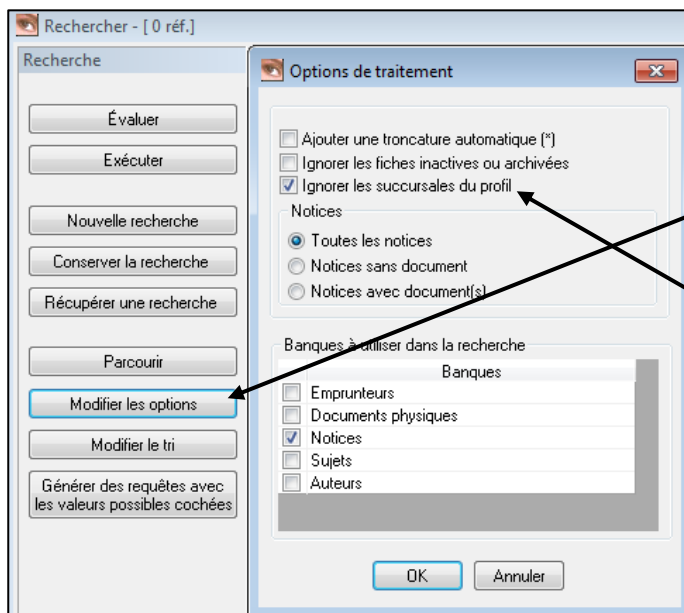 Rechercher - [ 0 réf.]
Recherche
Évaluer
Exécuter
Nouvelle recherche
Conserver la recherche
Récupérer une recherche
Parcourir
Modifier les options
Modifier le tri
Générer des requêtes avec
les valeurs possibles cochées
Options de traitement
Ajouter une troncature automatique (*)
Ignorer les fiches inactives ou archivées
Ignorer les succursales du profil
Notices
Toutes les notices
Notices sans document
Notices avec document(s)
Banques à utiliser dans la recherche
Banques
Emprunteurs
Documents physiques
Notices
Sujets
Auteurs
OK
Annuler